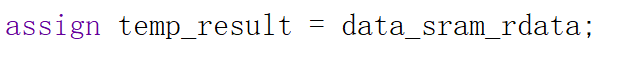 assign temp_result = data_sram_rdata;